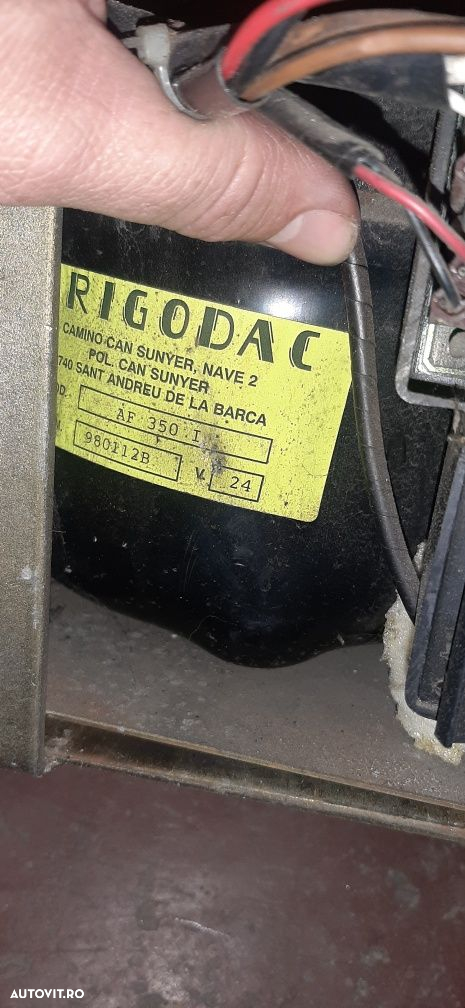 RIGODAC
CAMINO CAN SUNYER, NAVE 2
POL. CAN SUNYER
740 SANT ANDREU DE LA BARCA
OD. AF 350 I
980112B V 24
AUTOVIT.RO